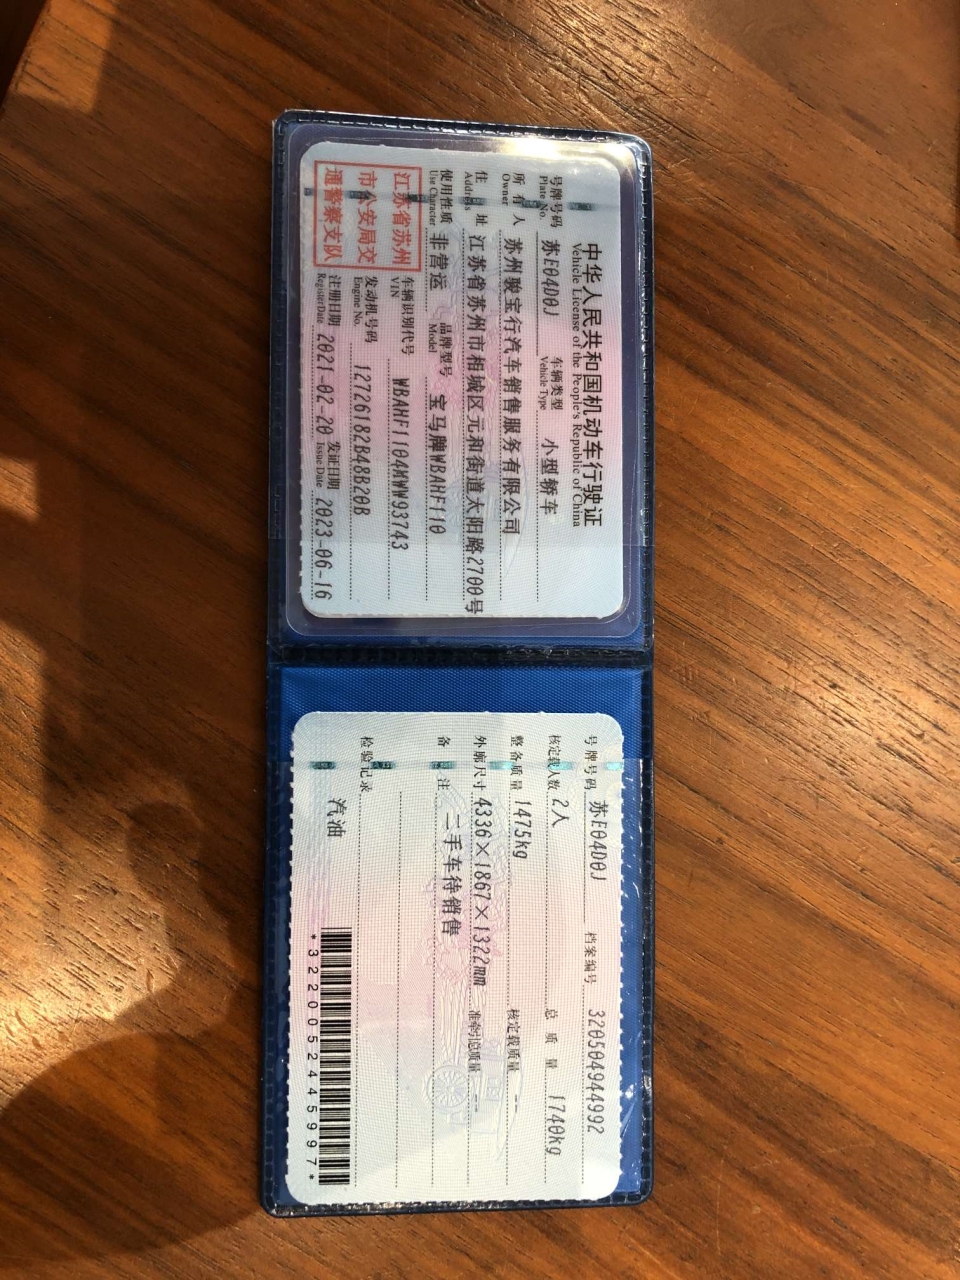 中华人民共和国机动车行驶证
Vehicle License of the People's Republic of China
号牌号码 苏E04D0J 车辆类型 小型轿车
Plate No. Vehicle Type
所有人 苏州骏宝行汽车销售服务有限公司
Owner
住址 江苏省苏州市相城区元和街道太阳路2700号
Address
使用性质 非营运 品牌型号 宝马牌WBAHF110
Use Character Model
江苏省苏州
市公安局交
通警察支队
车辆识别代号 WBAHF1104MWW93743
VIN
发动机号码 12726182B48B20B
Engine No.
注册日期 2021-02-20 发证日期 2023-06-16
Register Date Issue Date
号牌号码 苏E04D0J 档案编号 320504944992
核定载人数 2人 总质量 1740kg
整备质量 1475kg 核定载质量 --
外廓尺寸 4336×1867×1322mm 准牵引总质量 --
备注 二手车待销售
检验记录
汽油
*3220052445997*